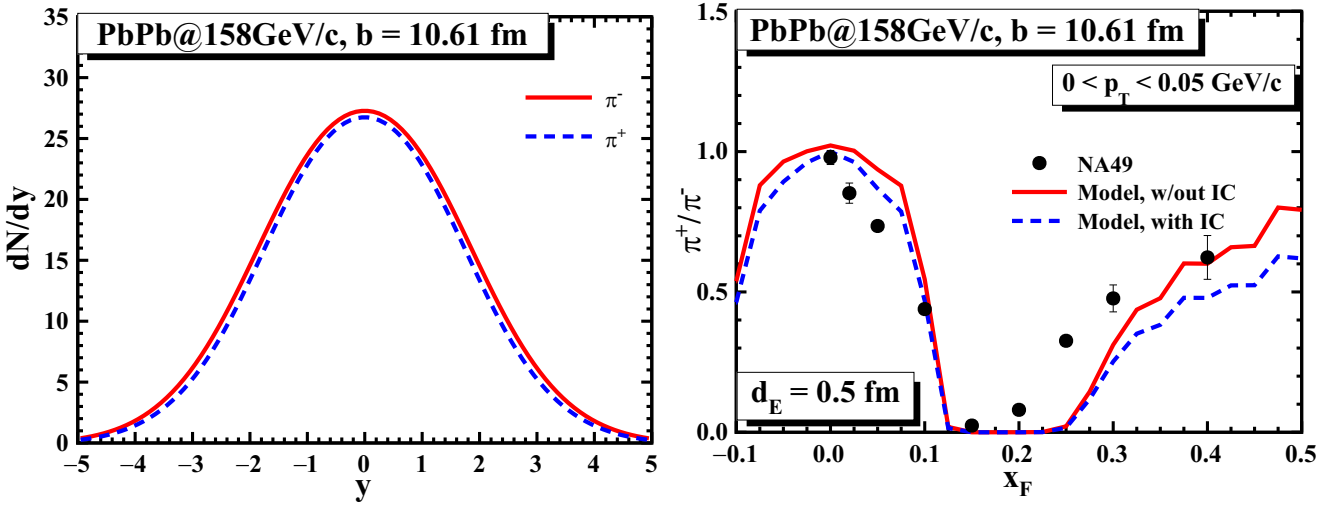 PbPb@158GeV/c, b = 10.61 fm
35
30
25
20
15
10
5
0
dN/dy
π-
π+
−5 −4 −3 −2 −1 0 1 2 3 4 5
y
PbPb@158GeV/c, b = 10.61 fm
0 < pT < 0.05 GeV/c
1.5
1.0
0.5
0.0
π+/π-
NA49
Model, w/out IC
Model, with IC
dE = 0.5 fm
−0.1 0.0 0.1 0.2 0.3 0.4 0.5
xF